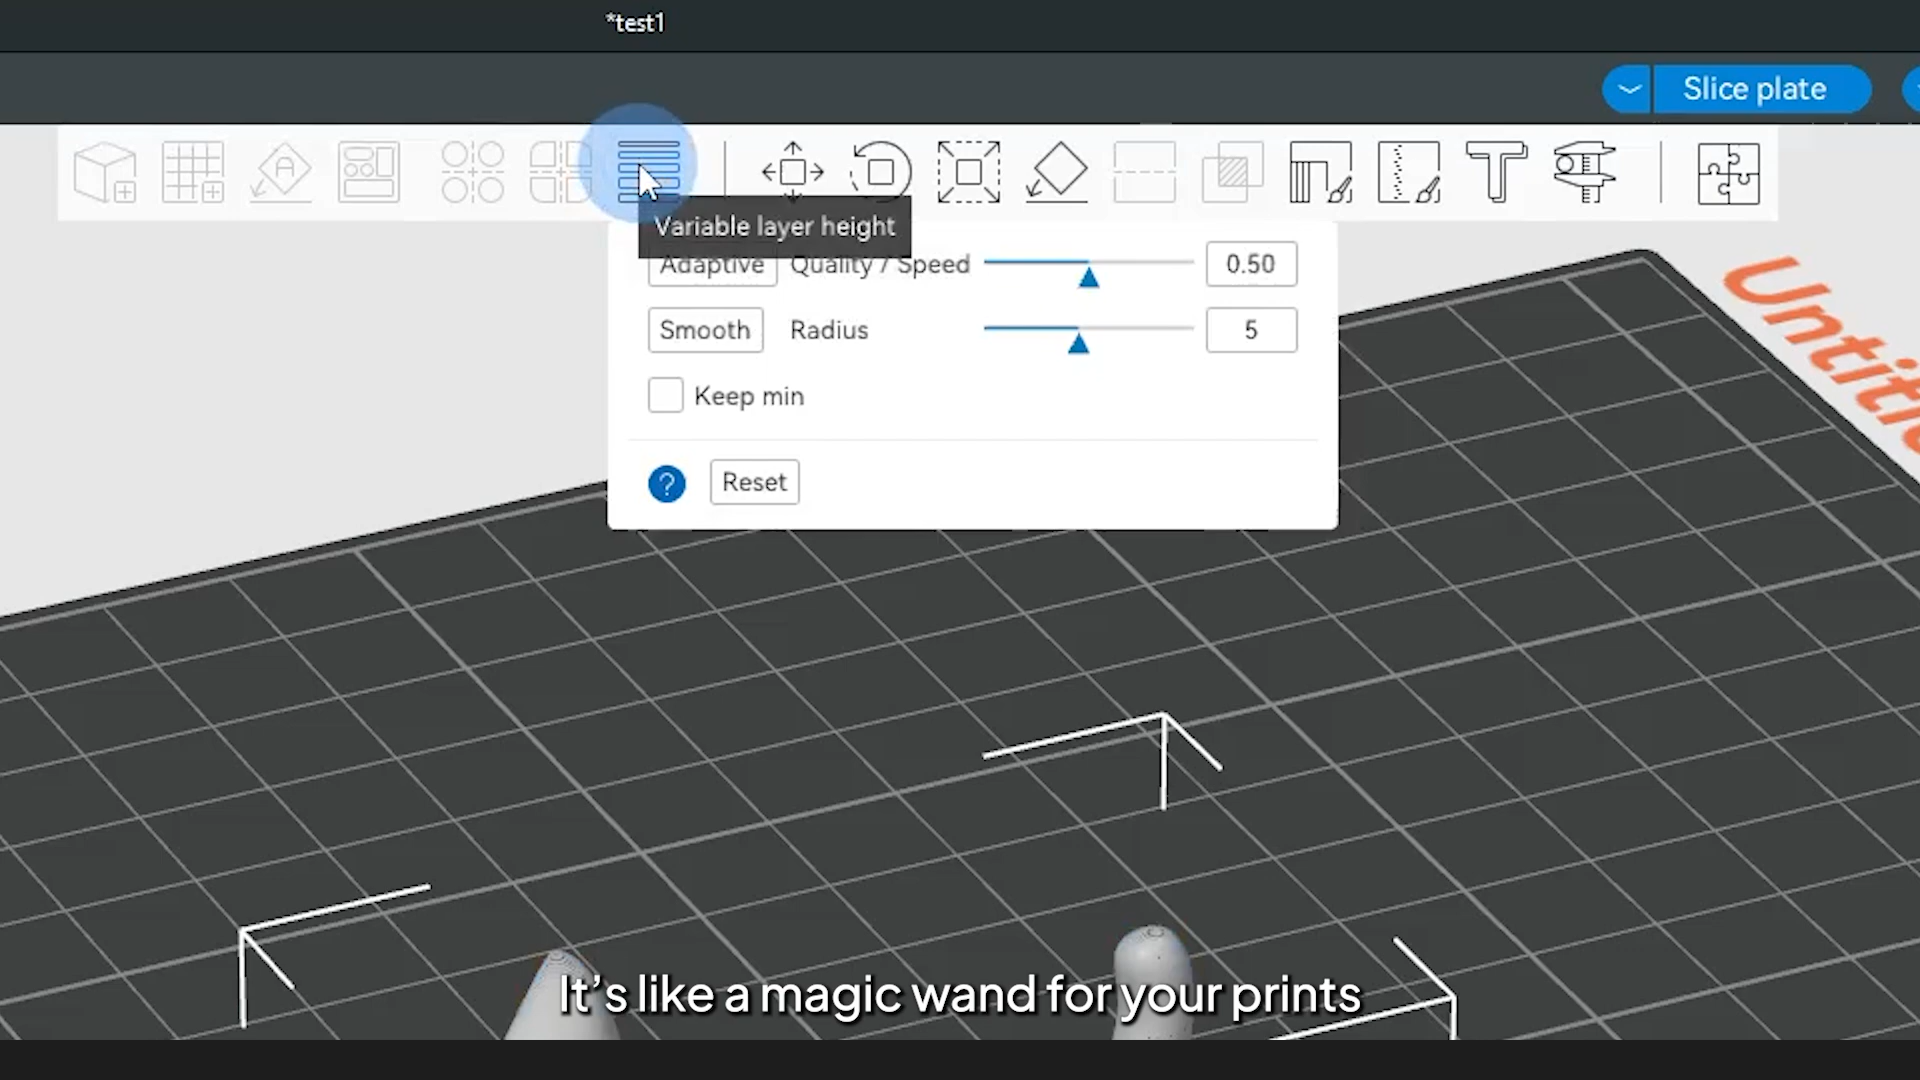 *test1
Slice plate
Variable layer height
Adaptive Quality / Speed 0.50
Smooth Radius 5
Keep min
? Reset
It's like a magic wand for your prints